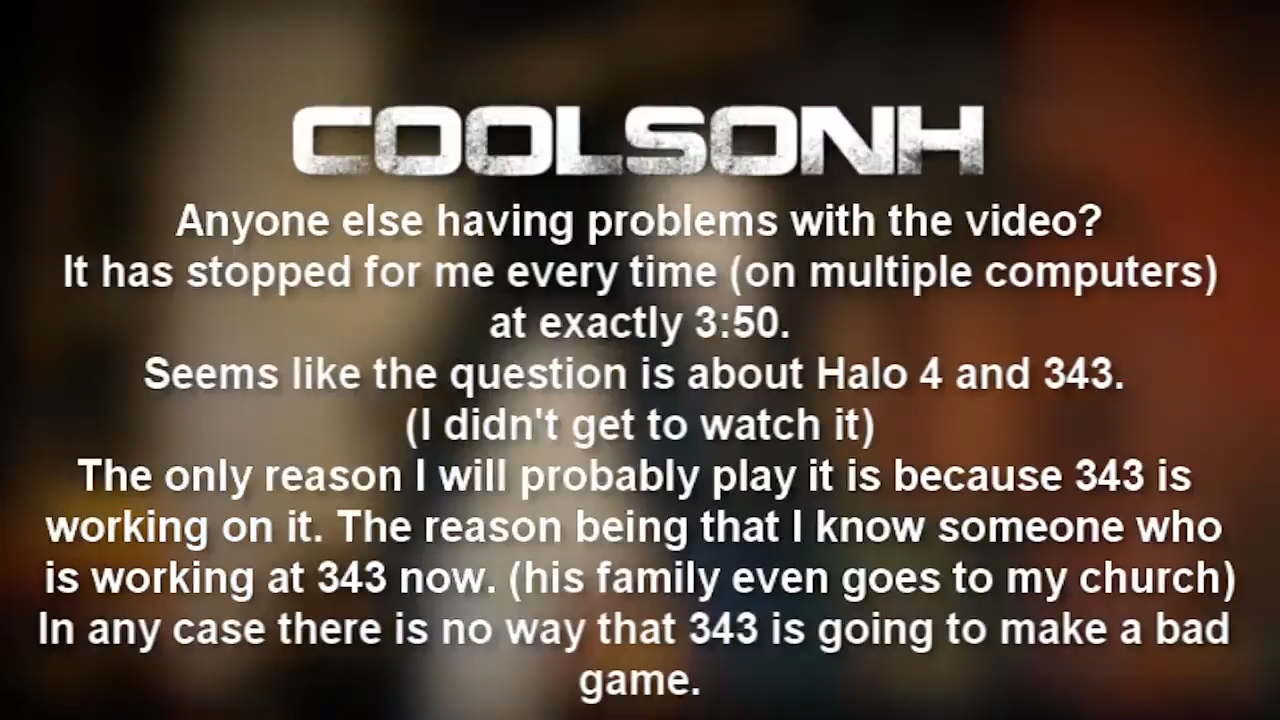 COOLSONH
Anyone else having problems with the video?
It has stopped for me every time (on multiple computers)
at exactly 3:50.
Seems like the question is about Halo 4 and 343.
(I didn't get to watch it)
The only reason I will probably play it is because 343 is
working on it. The reason being that I know someone who
is working at 343 now. (his family even goes to my church)
In any case there is no way that 343 is going to make a bad
game.